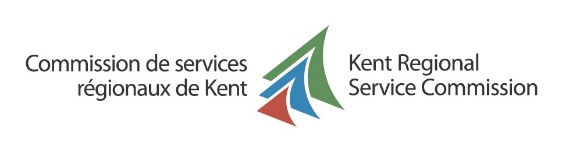 Commission de services
régionaux de Kent
Kent Regional
Service Commission